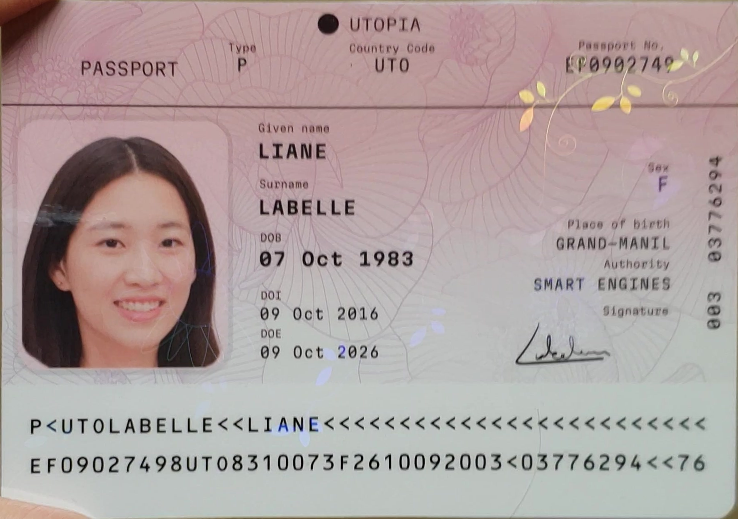 UTOPIA
Type Country Code Passport No.
PASSPORT P UTO EF0902749
Given name
LIANE
Sex
F
Surname
LABELLE
Place of birth
GRAND-MANIL
DOB
07 Oct 1983
Authority
SMART ENGINES
DOI
09 Oct 2016
Signature
DOE
09 Oct 2026
003 03776294
P<UTOLABELLE<<LIANE<<<<<<<<<<<<<<<<<<<<<<<<<
EF09027498UTO8310073F2610092003<03776294<<76